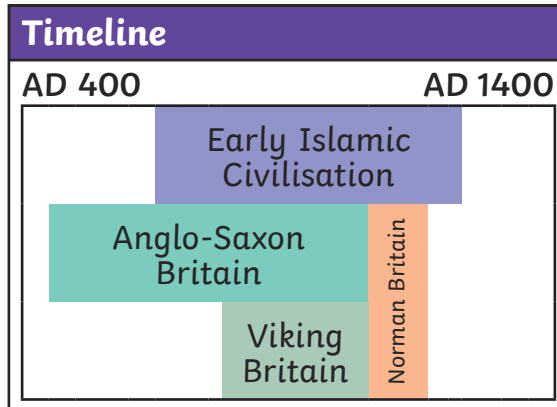 Timeline
AD 400
AD 1400
Early Islamic
Civilisation
Anglo-Saxon
Britain
Norman Britain
Viking
Britain